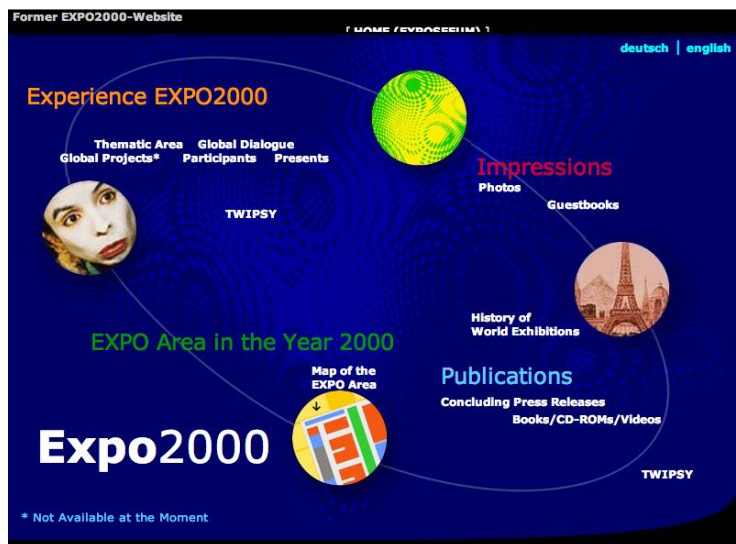 Former EXPO2000-Website
[ HOME (EXPOSEEUM) ]
deutsch | english
Experience EXPO2000
Thematic Area Global Dialogue
Global Projects* Participants Presents
TWIPSY
Impressions
Photos
Guestbooks
History of
World Exhibitions
EXPO Area in the Year 2000
Map of the
EXPO Area
Publications
Concluding Press Releases
Books/CD-ROMs/Videos
Expo2000
TWIPSY
* Not Available at the Moment